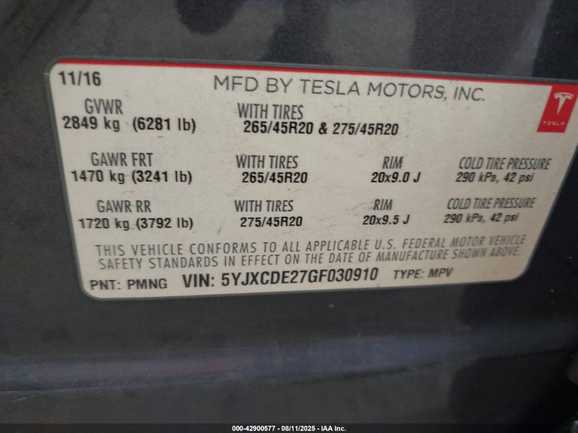 11/16 MFD BY TESLA MOTORS, INC.
GVWR WITH TIRES
2849 kg (6281 lb) 265/45R20 & 275/45R20
TESLA
GAWR FRT WITH TIRES RIM COLD TIRE PRESSURE
1470 kg (3241 lb) 265/45R20 20x9.0 J 290 kPa, 42 psi
GAWR RR WITH TIRES RIM COLD TIRE PRESSURE
1720 kg (3792 lb) 275/45R20 20x9.5 J 290 kPa, 42 psi
THIS VEHICLE CONFORMS TO ALL APPLICABLE U.S. FEDERAL MOTOR VEHICLE
SAFETY STANDARDS IN EFFECT ON THE DATE OF MANUFACTURE SHOWN ABOVE.
PNT: PMNG VIN: 5YJXCDE27GF030910 TYPE: MPV
000-42900577 - 08/11/2025 - IAA Inc.